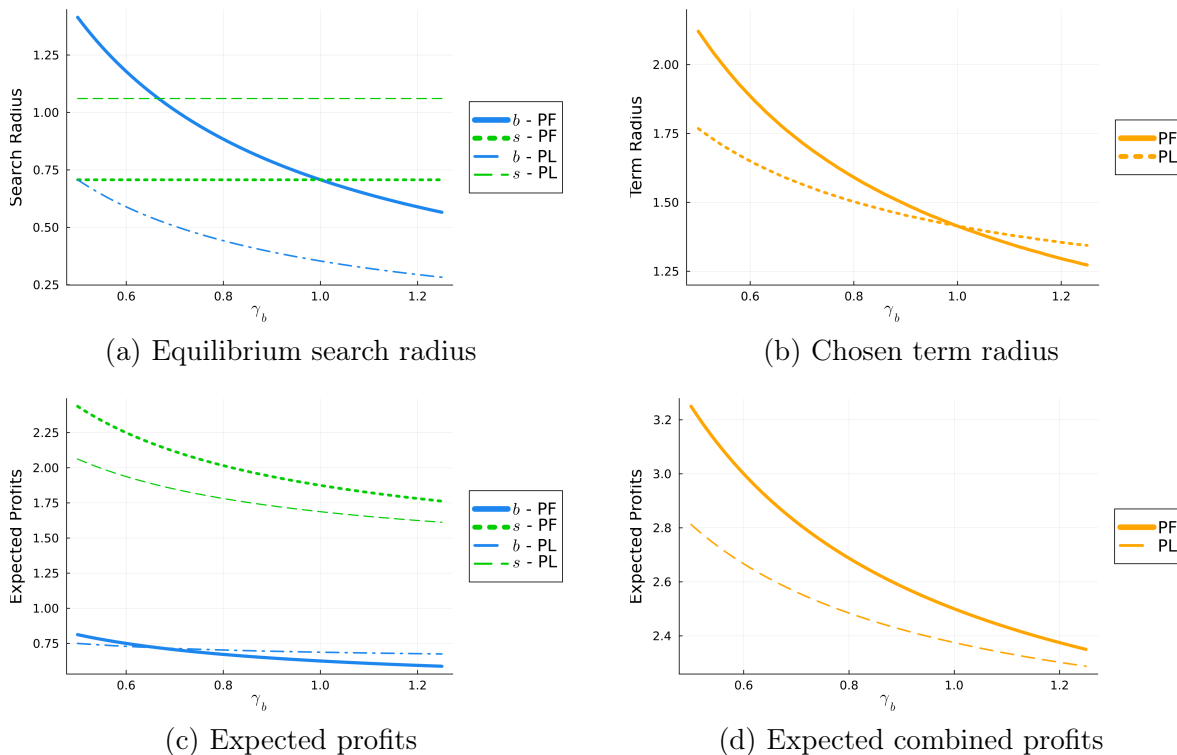 1.25
1.00
0.75
0.50
0.25
Search Radius
0.6 0.8 1.0 1.2
γb
b - PF
s - PF
b - PL
s - PL
(a) Equilibrium search radius
2.00
1.75
1.50
1.25
Term Radius
0.6 0.8 1.0 1.2
γb
PF
PL
(b) Chosen term radius
2.25
2.00
1.75
1.50
1.25
1.00
0.75
Expected Profits
0.6 0.8 1.0 1.2
γb
b - PF
s - PF
b - PL
s - PL
(c) Expected profits
3.2
3.0
2.8
2.6
2.4
Expected Profits
0.6 0.8 1.0 1.2
γb
PF
PL
(d) Expected combined profits